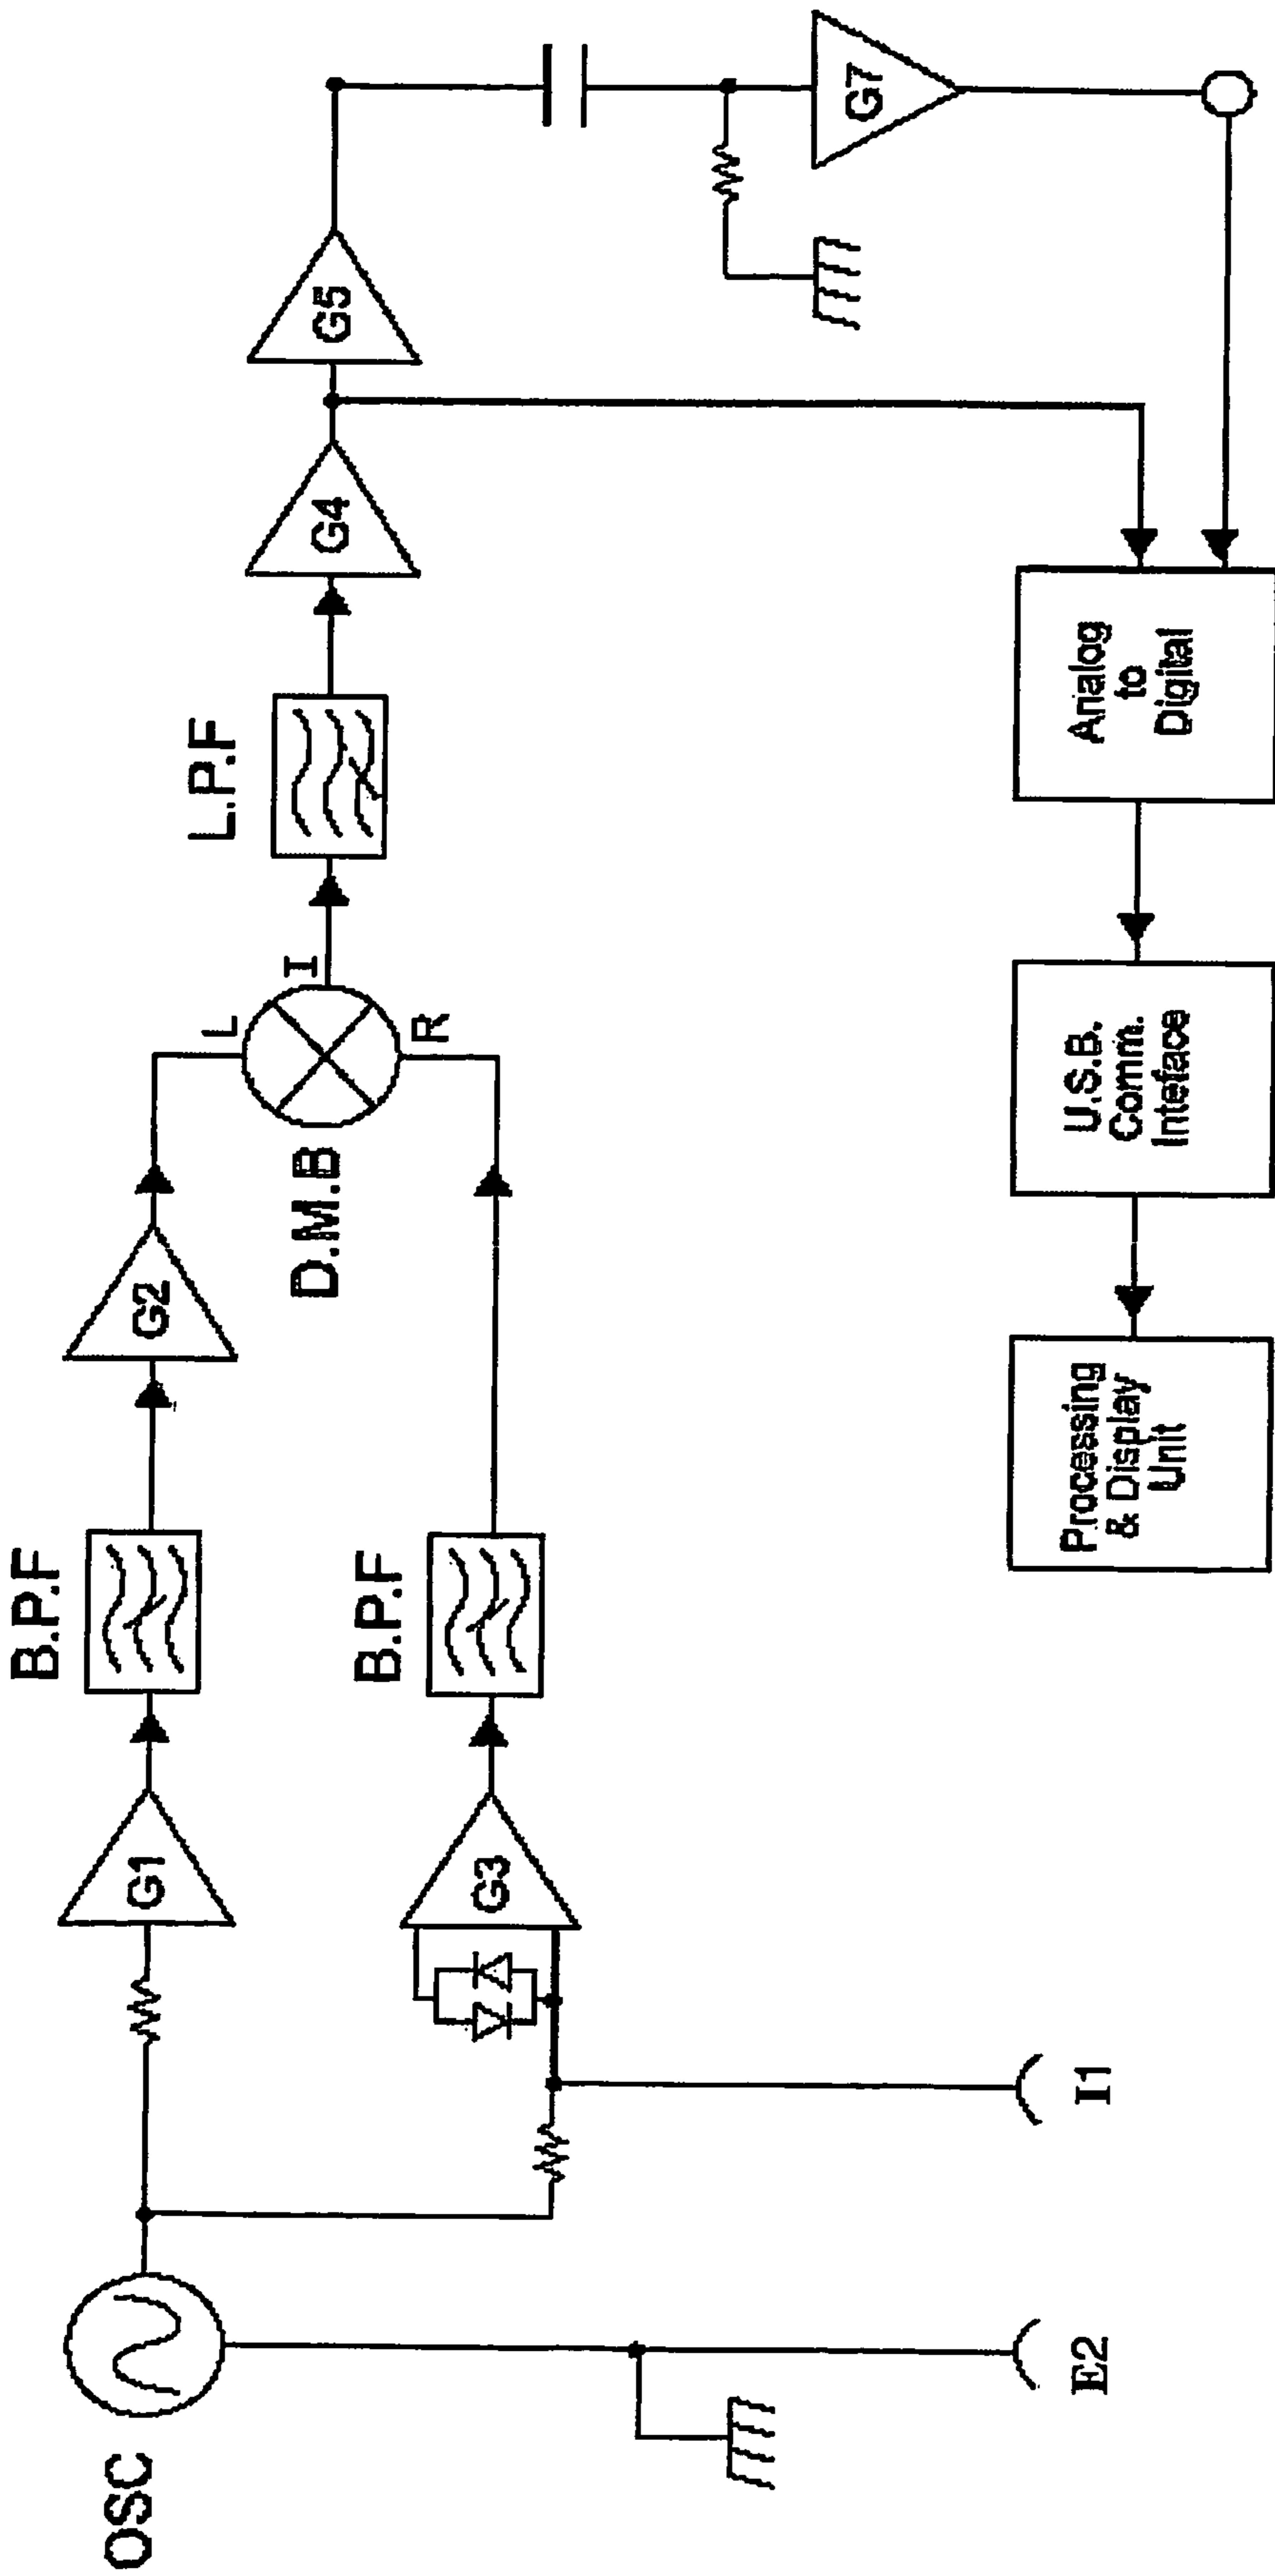 OSC
G1
B.P.F
G2
L
D.M.B
I
R
L.P.F
G4
G5
G7
G3
B.P.F
E2
I1
Analog
to
Digital
U.S.B.
Comm.
Inteface
Processing
& Display
Unit